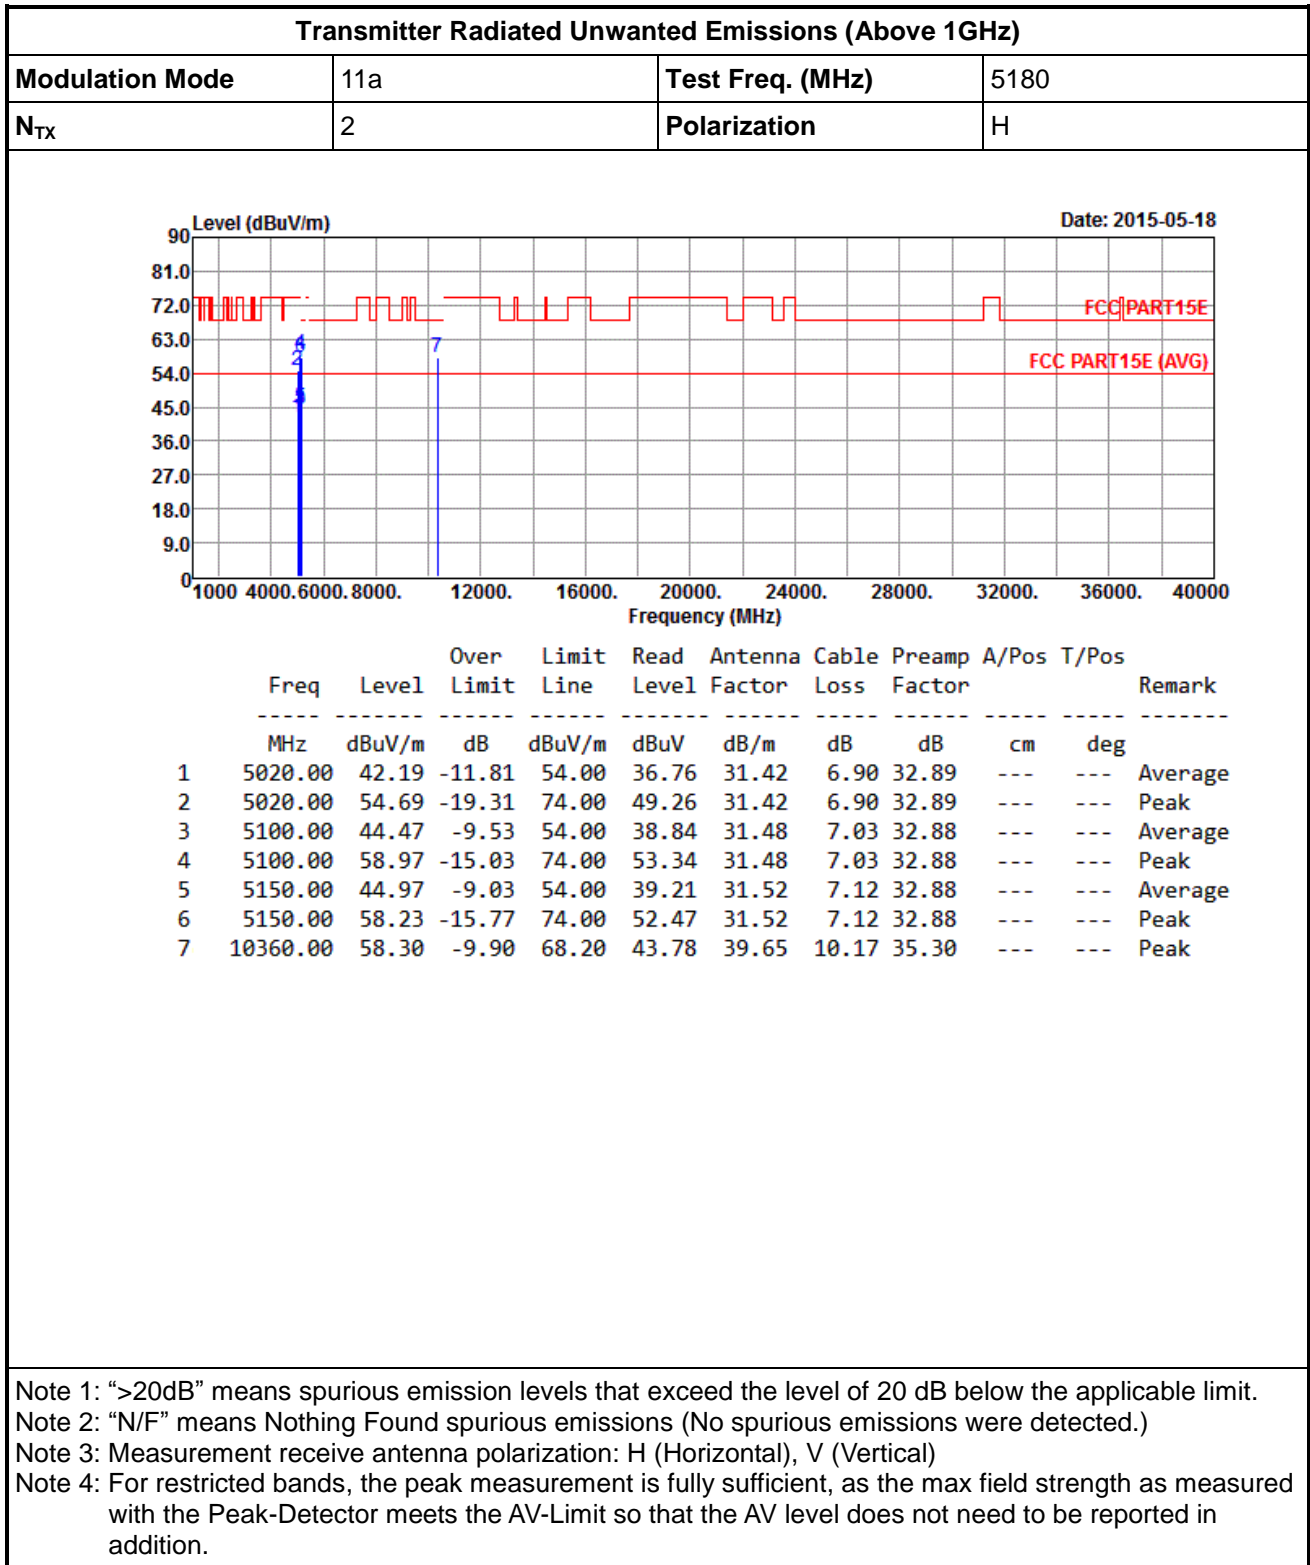 Transmitter Radiated Unwanted Emissions (Above 1GHz)
Modulation Mode 11a Test Freq. (MHz) 5180
NTX 2 Polarization H
Level (dBuV/m) Date: 2015-05-18
90
81.0
72.0 FCC PART15E
63.0
4
7
2
FCC PART15E (AVG)
54.0
45.0
36.0
27.0
18.0
9.0
0
1000 4000. 6000. 8000. 12000. 16000. 20000. 24000. 28000. 32000. 36000. 40000
Frequency (MHz)
Over Limit Read Antenna Cable Preamp A/Pos T/Pos
Freq Level Limit Line Level Factor Loss Factor Remark
----- ------- ------ ------ ------- ------ ----- ------ ----- ----- -------
MHz dBuV/m dB dBuV/m dBuV dB/m dB dB cm deg
1 5020.00 42.19 -11.81 54.00 36.76 31.42 6.90 32.89 --- --- Average
2 5020.00 54.69 -19.31 74.00 49.26 31.42 6.90 32.89 --- --- Peak
3 5100.00 44.47 -9.53 54.00 38.84 31.48 7.03 32.88 --- --- Average
4 5100.00 58.97 -15.03 74.00 53.34 31.48 7.03 32.88 --- --- Peak
5 5150.00 44.97 -9.03 54.00 39.21 31.52 7.12 32.88 --- --- Average
6 5150.00 58.23 -15.77 74.00 52.47 31.52 7.12 32.88 --- --- Peak
7 10360.00 58.30 -9.90 68.20 43.78 39.65 10.17 35.30 --- --- Peak
Note 1: “>20dB” means spurious emission levels that exceed the level of 20 dB below the applicable limit.
Note 2: “N/F” means Nothing Found spurious emissions (No spurious emissions were detected.)
Note 3: Measurement receive antenna polarization: H (Horizontal), V (Vertical)
Note 4: For restricted bands, the peak measurement is fully sufficient, as the max field strength as measured
with the Peak-Detector meets the AV-Limit so that the AV level does not need to be reported in
addition.